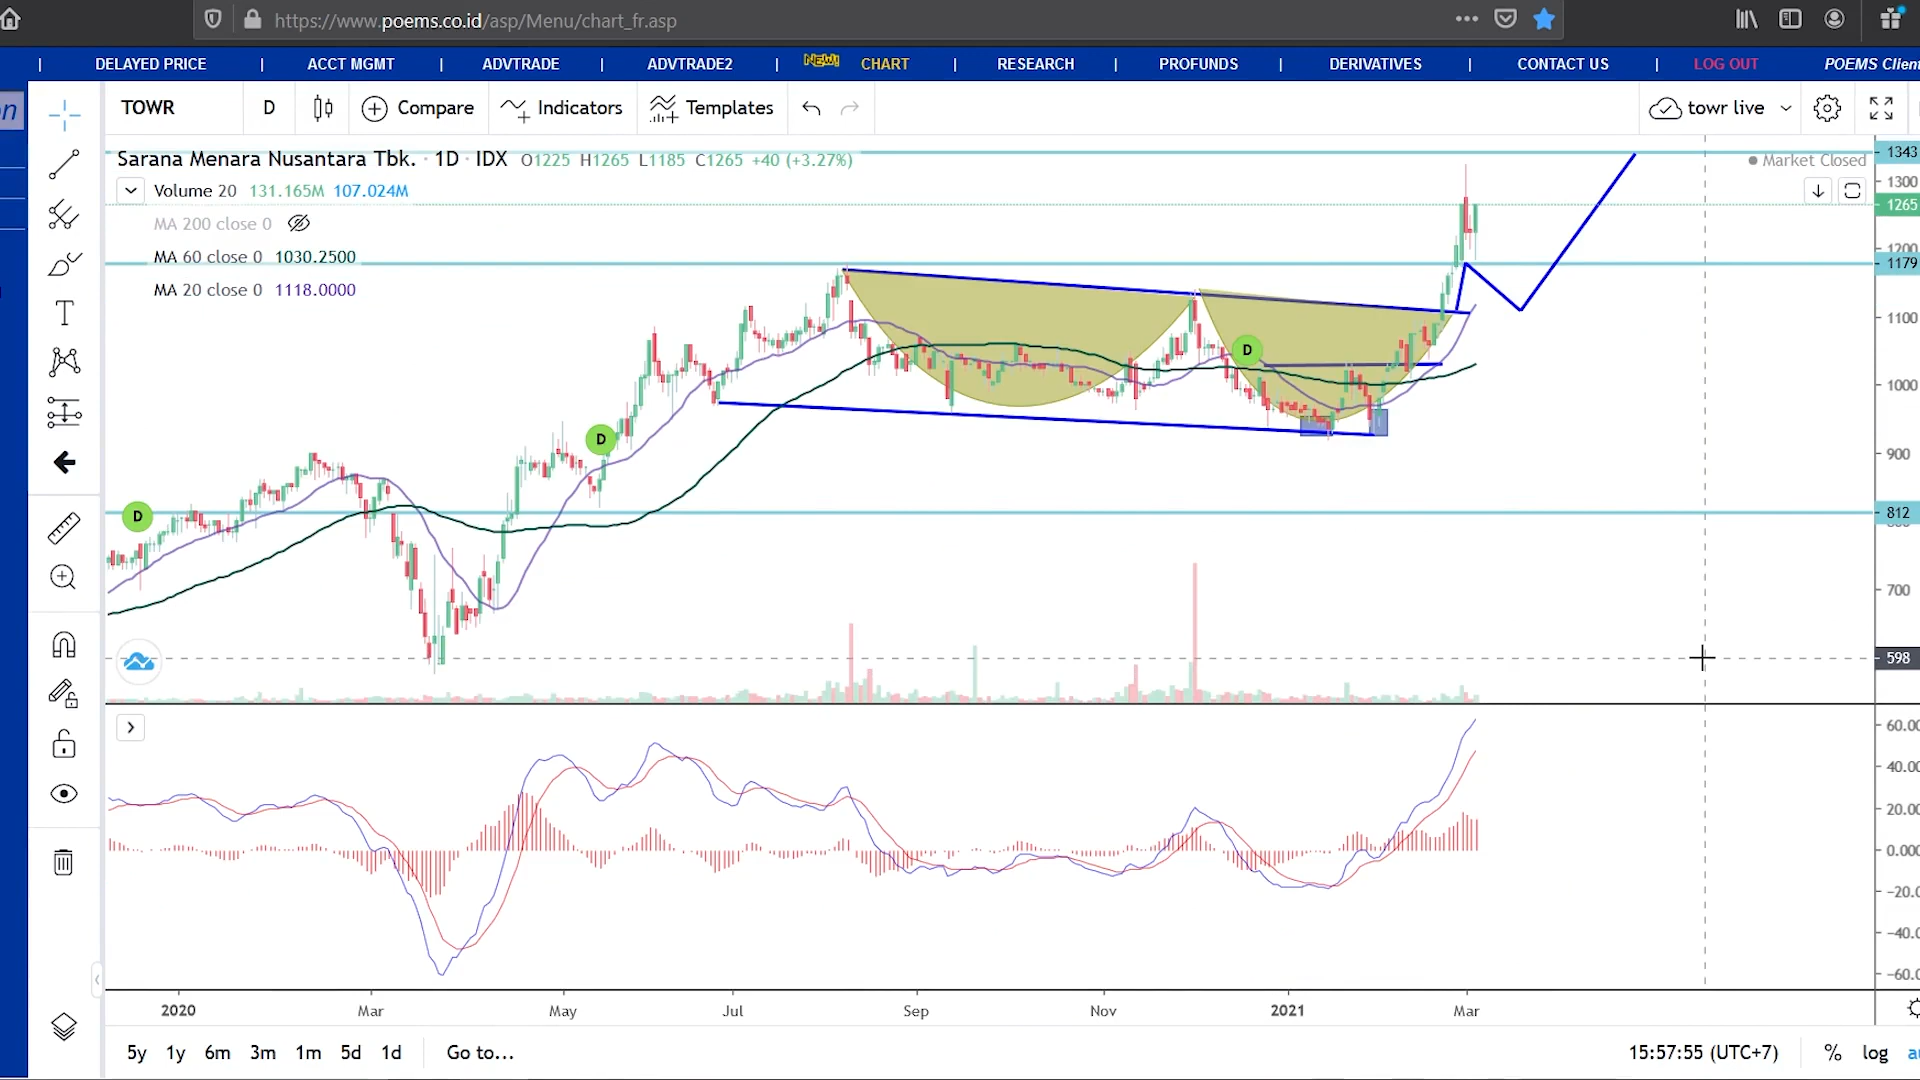 https://www.poems.co.id/asp/Menu/chart_fr.asp
| DELAYED PRICE | ACCT MGMT | ADVTRADE | ADVTRADE2 | NEW! CHART | RESEARCH | PROFUNDS | DERIVATIVES | CONTACT US | LOG OUT POEMS Client
TOWR D Compare Indicators Templates towr live
Sarana Menara Nusantara Tbk. · 1D · IDX O1225 H1265 L1185 C1265 +40 (+3.27%)
Market Closed
Volume 20 131.165M 107.024M
MA 200 close 0
MA 60 close 0 1030.2500
MA 20 close 0 1118.0000
1343
1300
1265
1200
1179
1100
1000
900
812
700
598
D
D
D
60.00
40.00
20.00
0.000
-20.0
-40.0
-60.0
2020 Mar May Jul Sep Nov 2021 Mar
5y 1y 6m 3m 1m 5d 1d Go to... 15:57:55 (UTC+7) % log